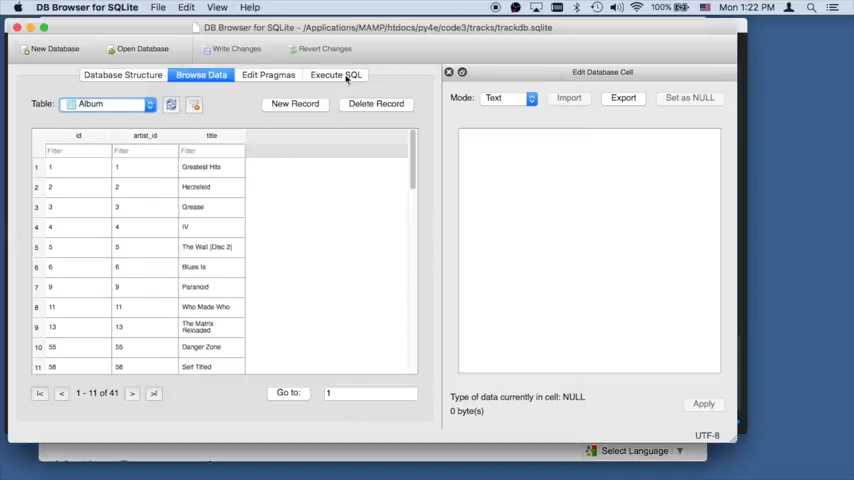 DB Browser for SQLite File Edit View Help 100% Mon 1:22 PM
DB Browser for SQLite - /Applications/MAMP/htdocs/py4e/code3/tracks/trackdb.sqlite
New Database Open Database Write Changes Revert Changes
Database Structure Browse Data Edit Pragmas Execute SQL
Edit Database Cell
Table: Album New Record Delete Record
Mode: Text Import Export Set as NULL
id artist_id title
Filter Filter Filter
1 1 1 Greatest Hits
2 2 2 Herzeleid
3 3 3 Grease
4 4 4 IV
5 5 5 The Wall [Disc 2]
6 6 6 Blues Is
7 9 9 Paranoid
8 11 11 Who Made Who
9 13 13 The Matrix
Reloaded
10 55 55 Danger Zone
11 58 58 Self Titled
|< < 1 - 11 of 41 > >| Go to: 1
Type of data currently in cell: NULL
0 byte(s)
Apply
UTF-8
Select Language